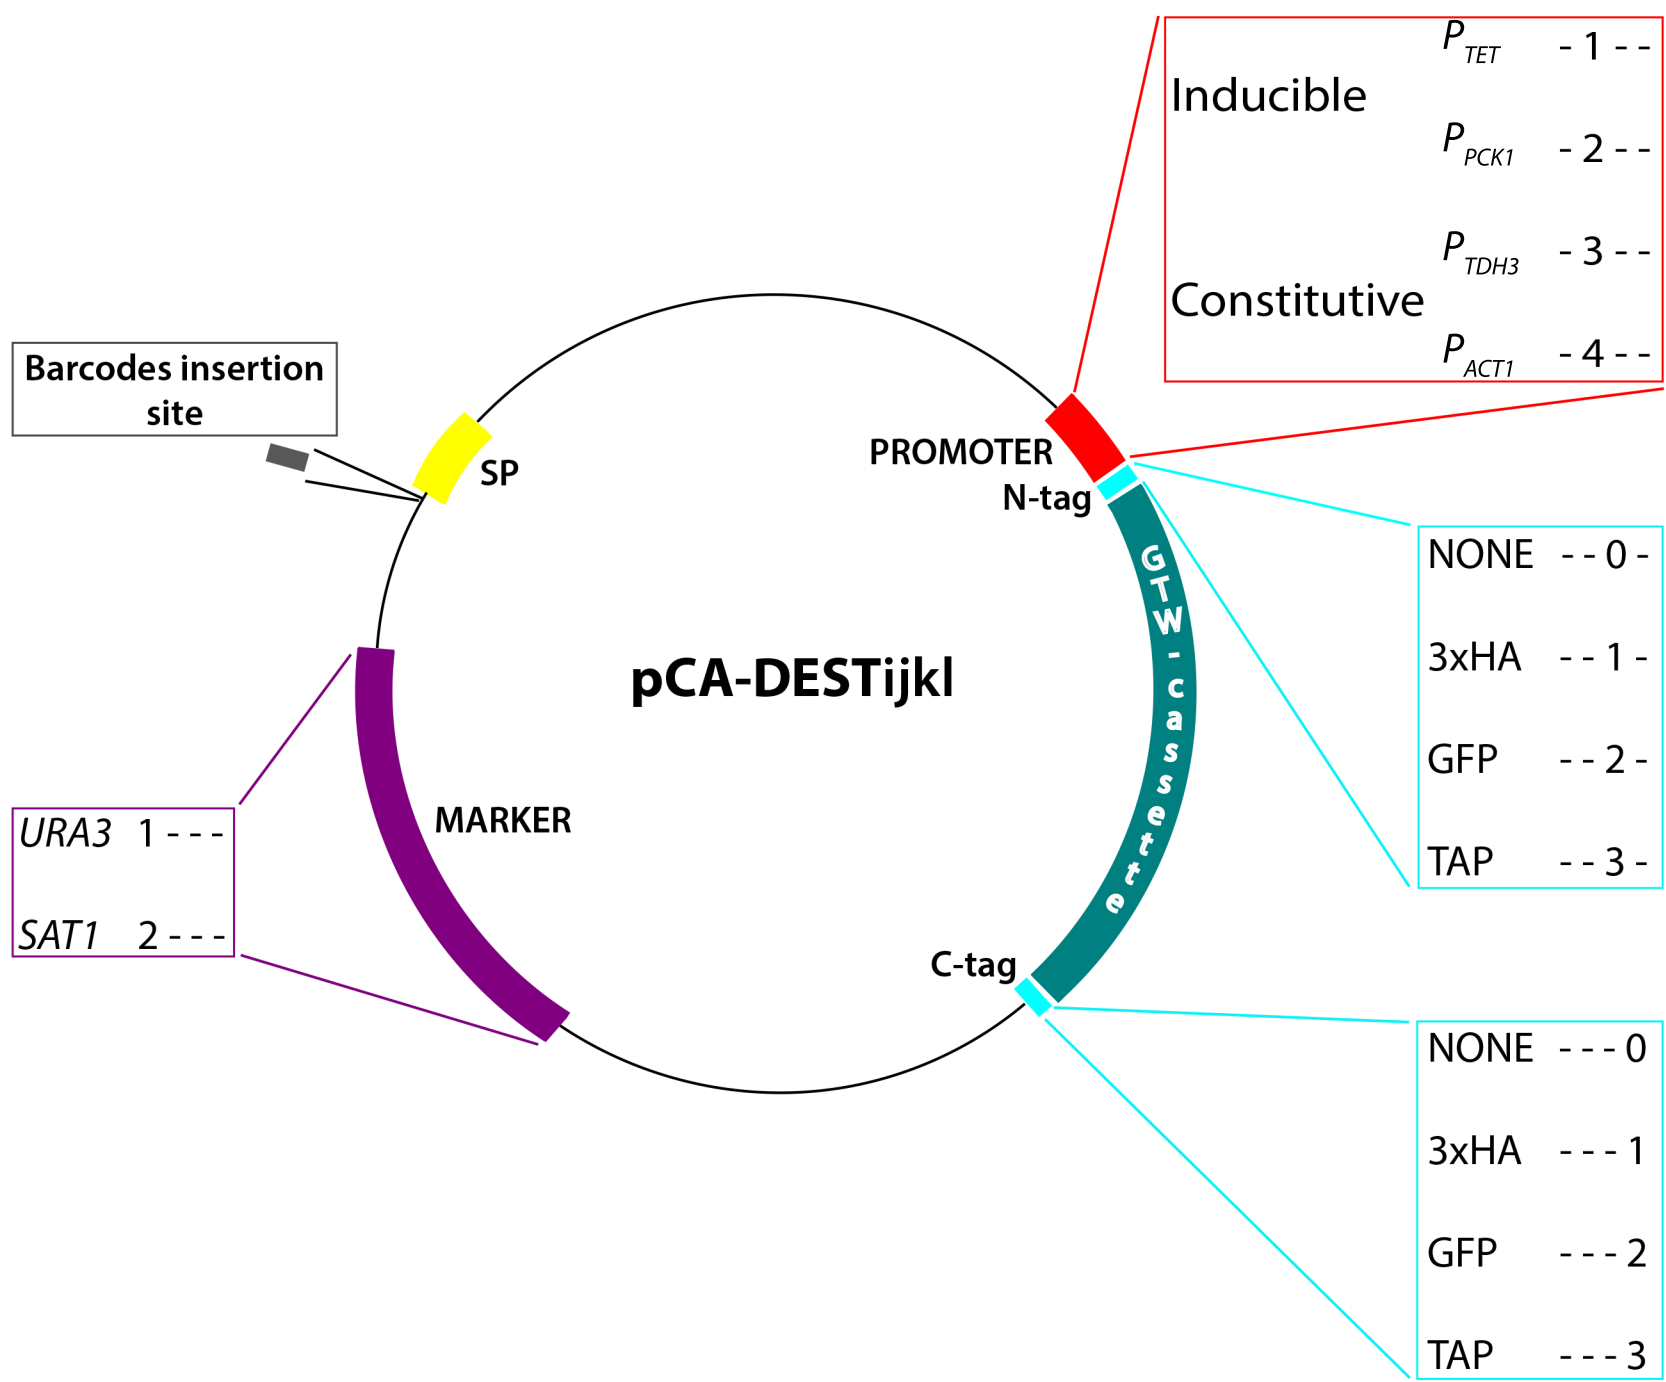 P TET - 1 - -
Inducible
P PCK1 - 2 - -
P TDH3 - 3 - -
Constitutive
P ACT1 - 4 - -
Barcodes insertion
site
SP
PROMOTER
N-tag
GTW-cassette
NONE - - 0 -
3xHA - - 1 -
GFP - - 2 -
TAP - - 3 -
pCA-DESTijkl
MARKER
URA3 1 - - -
SAT1 2 - - -
C-tag
NONE - - - 0
3xHA - - - 1
GFP - - - 2
TAP - - - 3